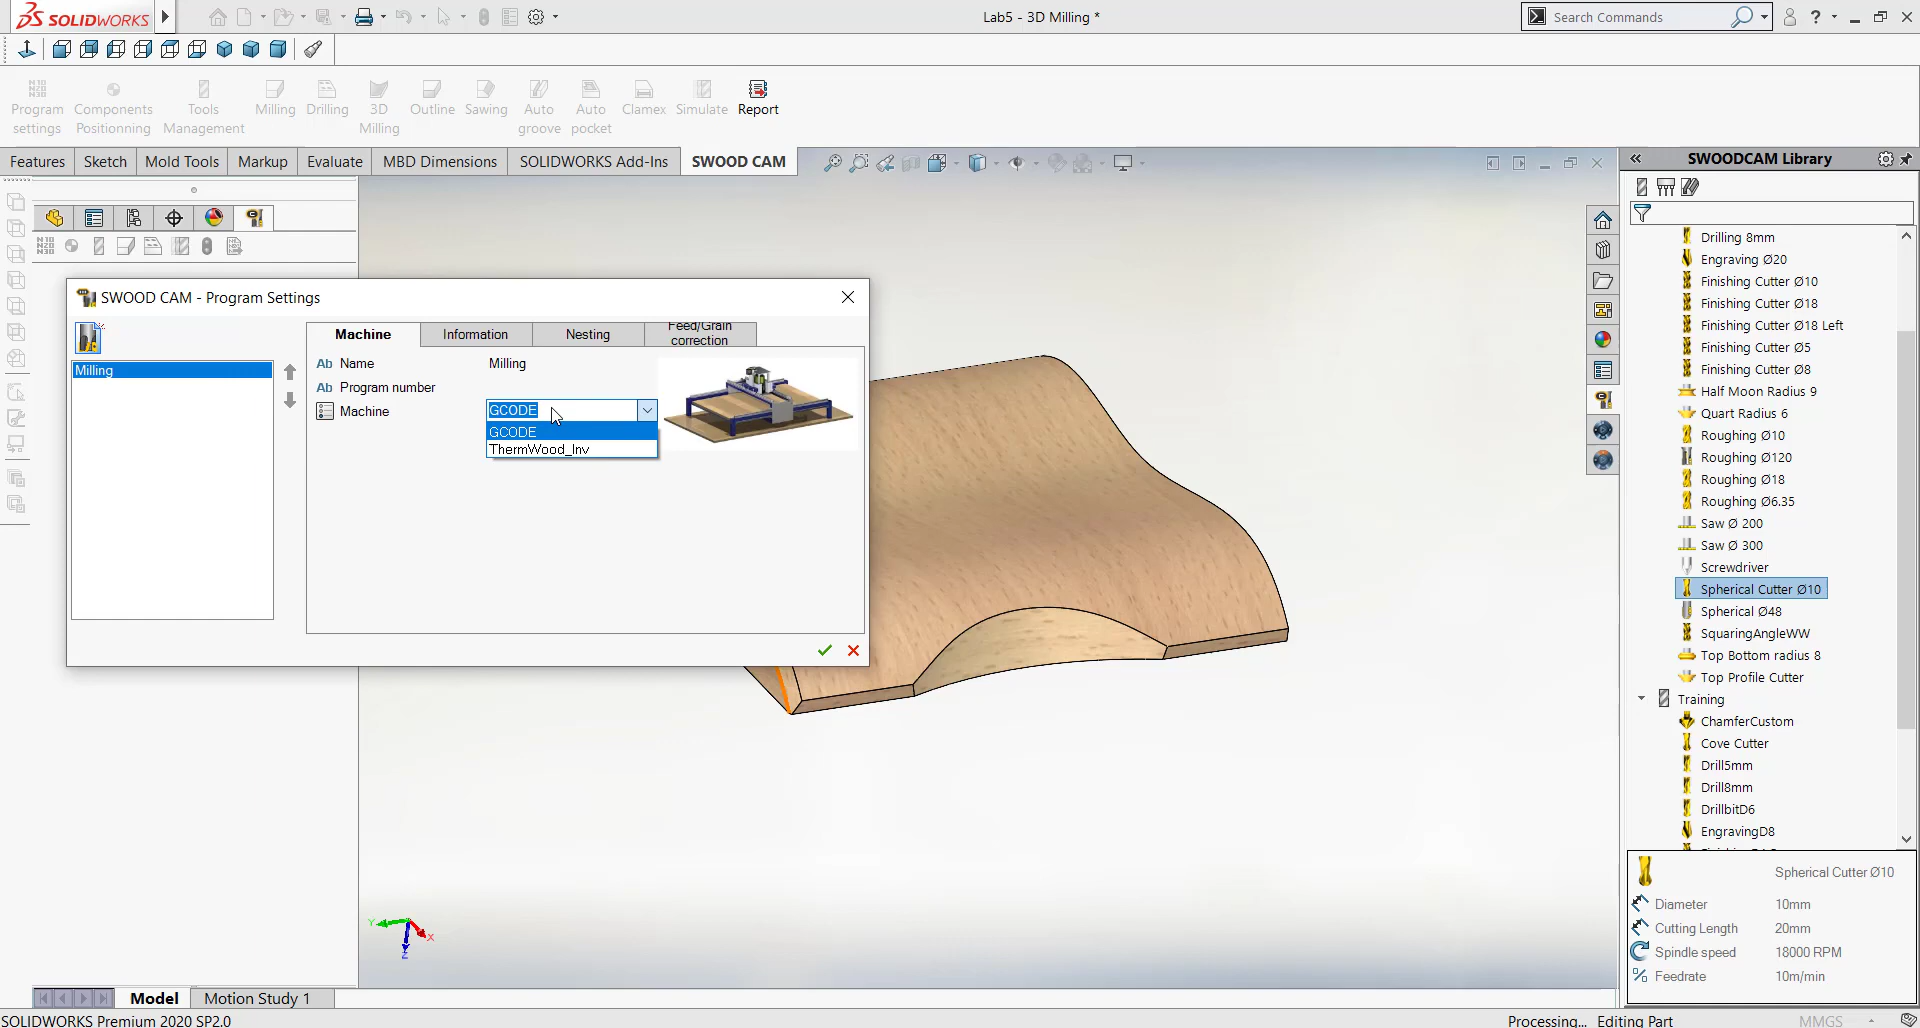 SOLIDWORKS
Lab5 - 3D Milling *
Search Commands
?
Program settings
Components Positionning
Tools Management
Milling
Drilling
3D Milling
Outline
Sawing
Auto groove
Auto pocket
Clamex
Simulate
Report
Features
Sketch
Mold Tools
Markup
Evaluate
MBD Dimensions
SOLIDWORKS Add-Ins
SWOOD CAM
SWOOD CAM - Program Settings
Milling
Machine
Information
Nesting
Feed/Grain correction
Ab Name
Milling
Ab Program number
Machine
GCODE
GCODE
ThermWood_Inv
SWOODCAM Library
Drilling 8mm
Engraving Ø20
Finishing Cutter Ø10
Finishing Cutter Ø18
Finishing Cutter Ø18 Left
Finishing Cutter Ø5
Finishing Cutter Ø8
Half Moon Radius 9
Quart Radius 6
Roughing Ø10
Roughing Ø120
Roughing Ø18
Roughing Ø6.35
Saw Ø 200
Saw Ø 300
Screwdriver
Spherical Cutter Ø10
Spherical Ø48
SquaringAngleWW
Top Bottom radius 8
Top Profile Cutter
Training
ChamferCustom
Cove Cutter
Drill5mm
Drill8mm
DrillbitD6
EngravingD8
Spherical Cutter Ø10
Diameter
10mm
Cutting Length
20mm
Spindle speed
18000 RPM
Feedrate
10m/min
Y
X
Z
Model
Motion Study 1
SOLIDWORKS Premium 2020 SP2.0
Processing...
Editing Part
MMGS